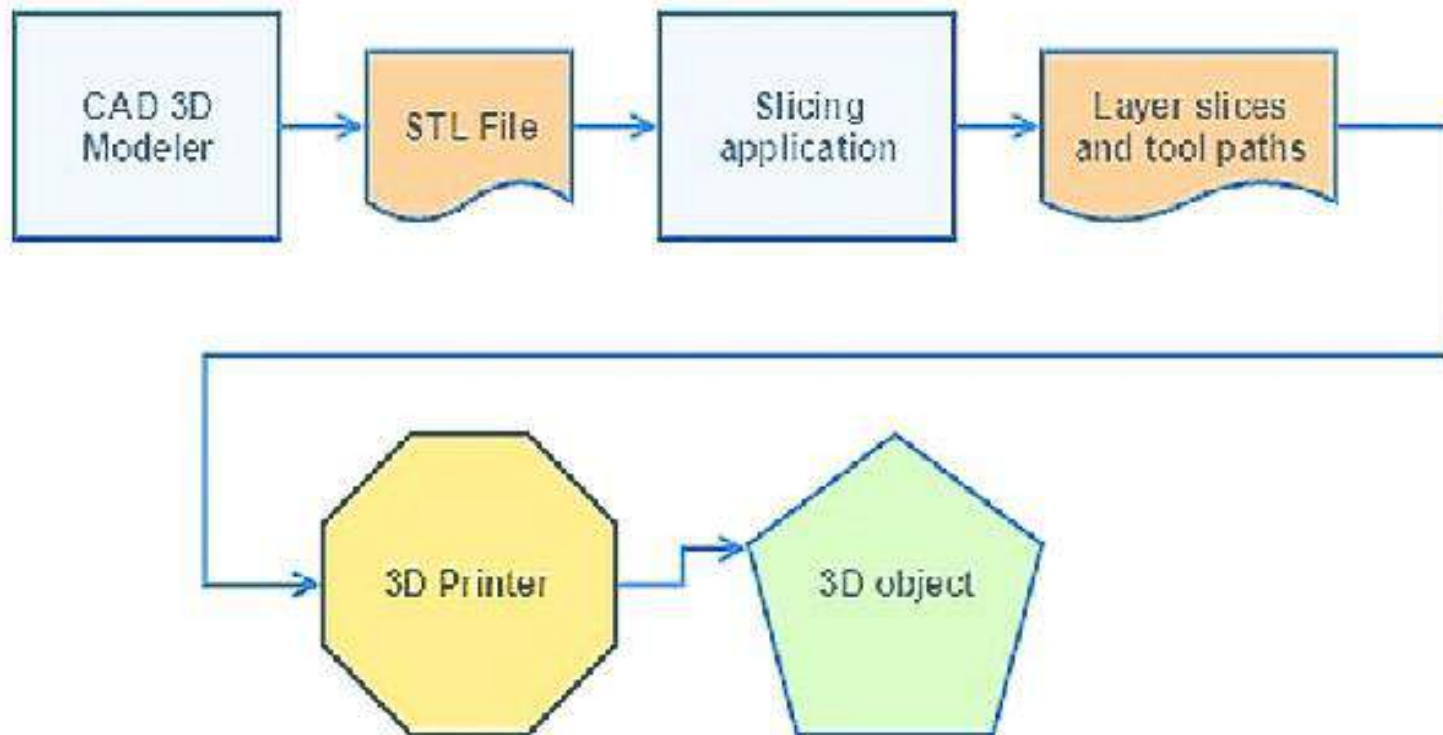 CAD 3D
Modeler
STL File
Slicing
application
Layer slices
and tool paths
3D Printer
3D object